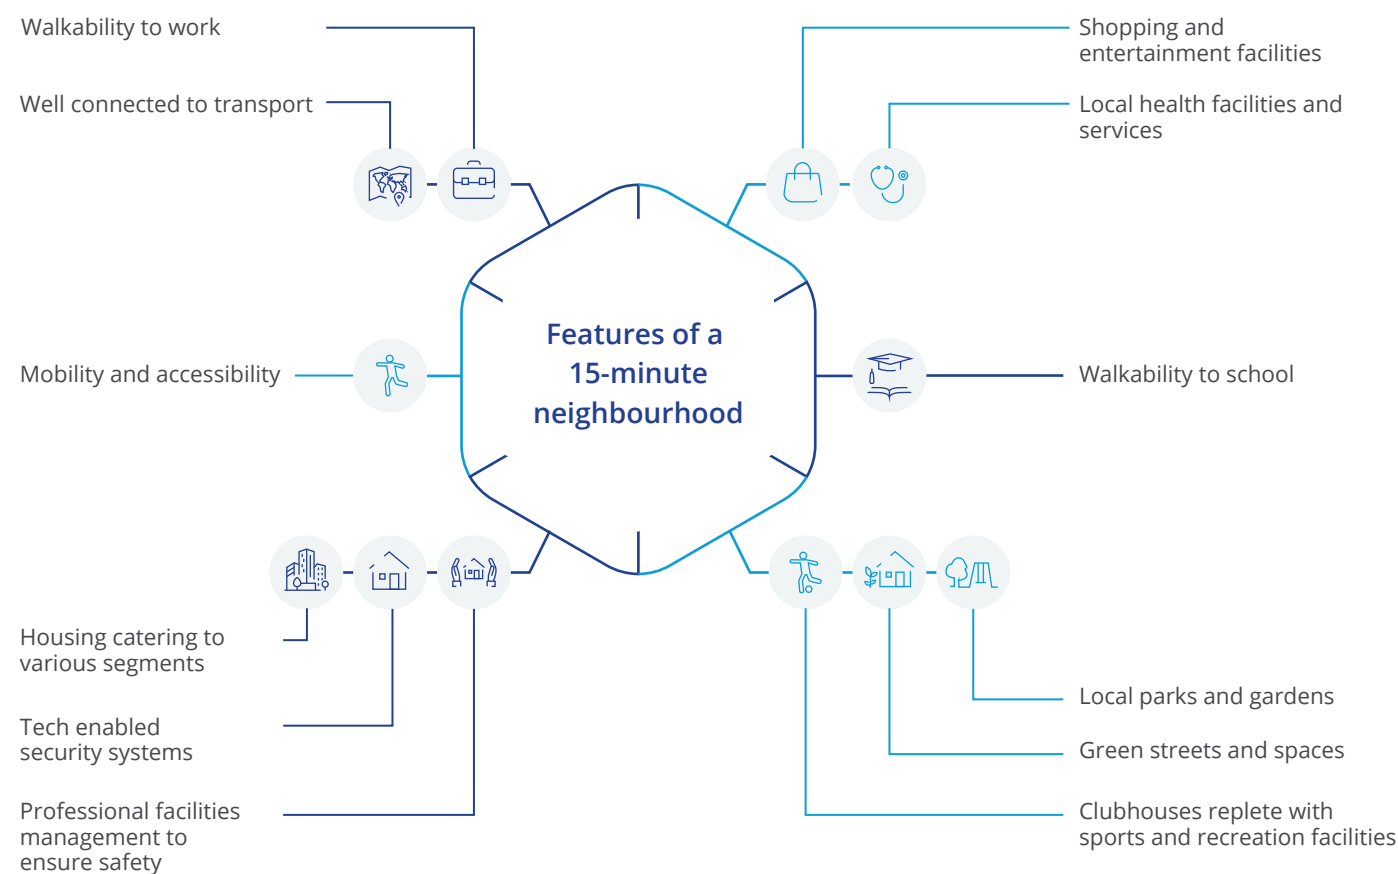 Walkability to work
Well connected to transport
Mobility and accessibility
Housing catering to
various segments
Tech enabled
security systems
Professional facilities
management to
ensure safety
Features of a
15-minute
neighbourhood
Shopping and
entertainment facilities
Local health facilities and
services
Walkability to school
Local parks and gardens
Green streets and spaces
Clubhouses replete with
sports and recreation facilities